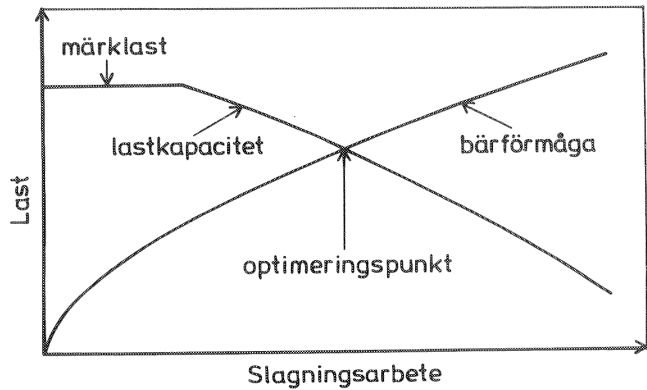 märklast
lastkapacitet
bärförmåga
optimeringspunkt
Last
Slagningsarbete